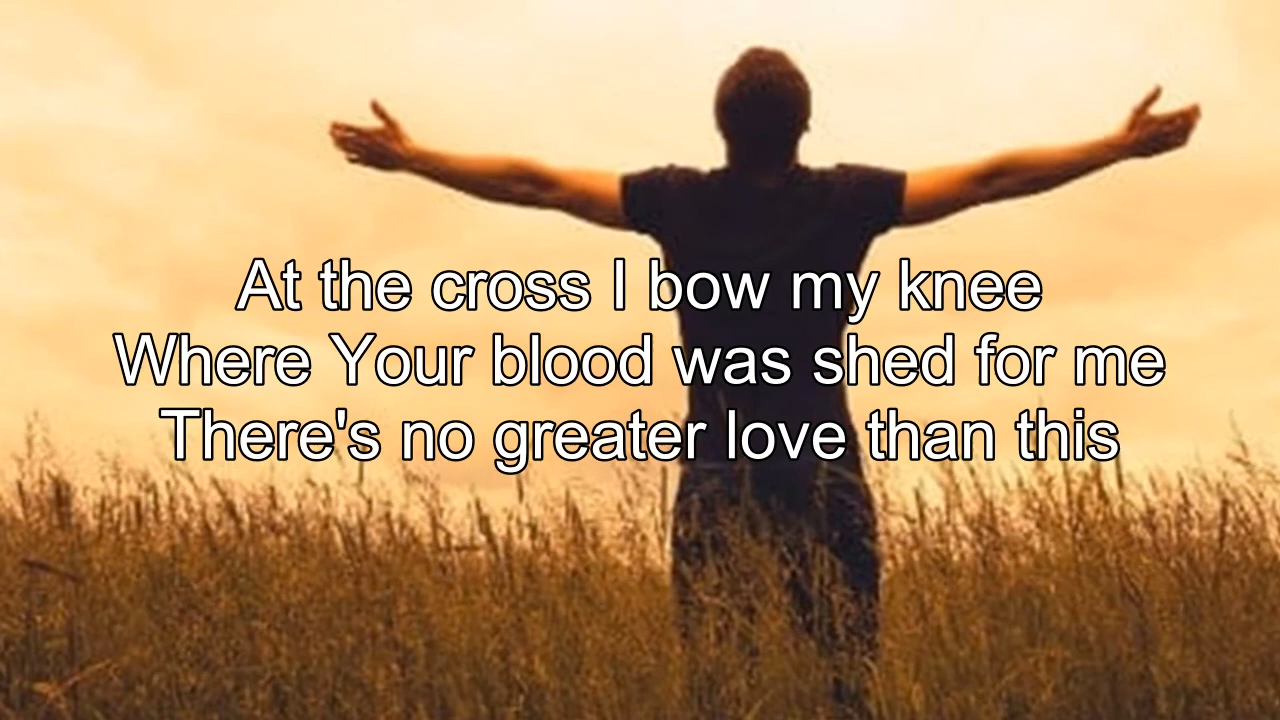 At the cross I bow my knee
Where Your blood was shed for me
There's no greater love than this